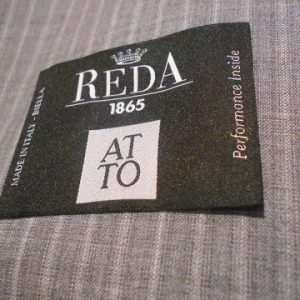 REDA
1865
AT
TO
MADE IN ITALY - BIELLA
Performance Inside